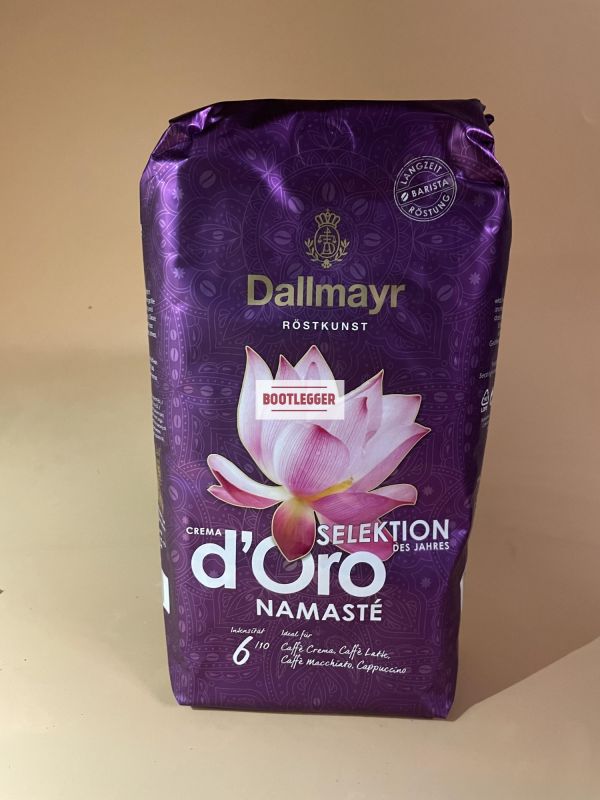 LANGZEIT
BARISTA
RÖSTUNG
Dallmayr
RÖSTKUNST
BOOTLEGGER
CREMA
SELEKTION
DES JAHRES
d'Oro
NAMASTÉ
Intensität
6/10
Ideal für
Caffè Crema, Caffè Latte,
Caffè Macchiato, Cappuccino